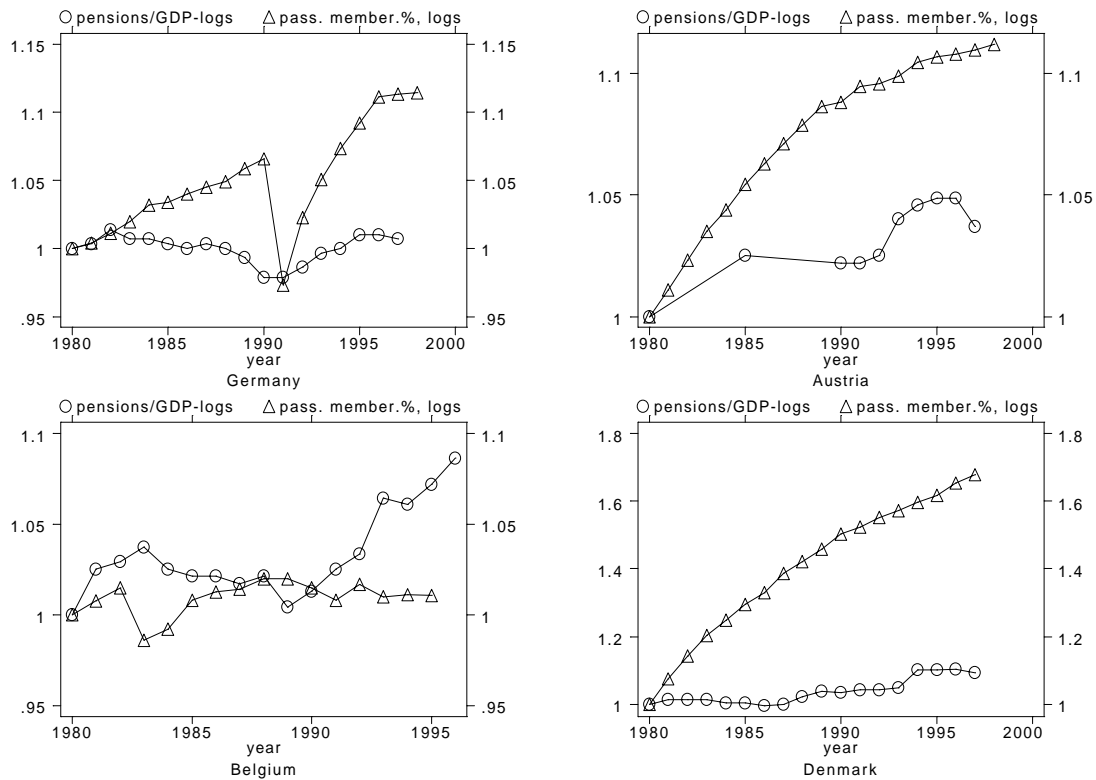 pensions/GDP-logs pass. member.%, logs
1.15 1.15
1.1 1.1
1.05 1.05
1 1
.95 .95
1980 1985 1990 1995 2000
year
Germany
pensions/GDP-logs pass. member.%, logs
1.1 1.1
1.05 1.05
1 1
1980 1985 1990 1995 2000
year
Austria
pensions/GDP-logs pass. member.%, logs
1.1 1.1
1.05 1.05
1 1
.95 .95
1980 1985 1990 1995
year
Belgium
pensions/GDP-logs pass. member.%, logs
1.8 1.8
1.6 1.6
1.4 1.4
1.2 1.2
1 1
1980 1985 1990 1995 2000
year
Denmark